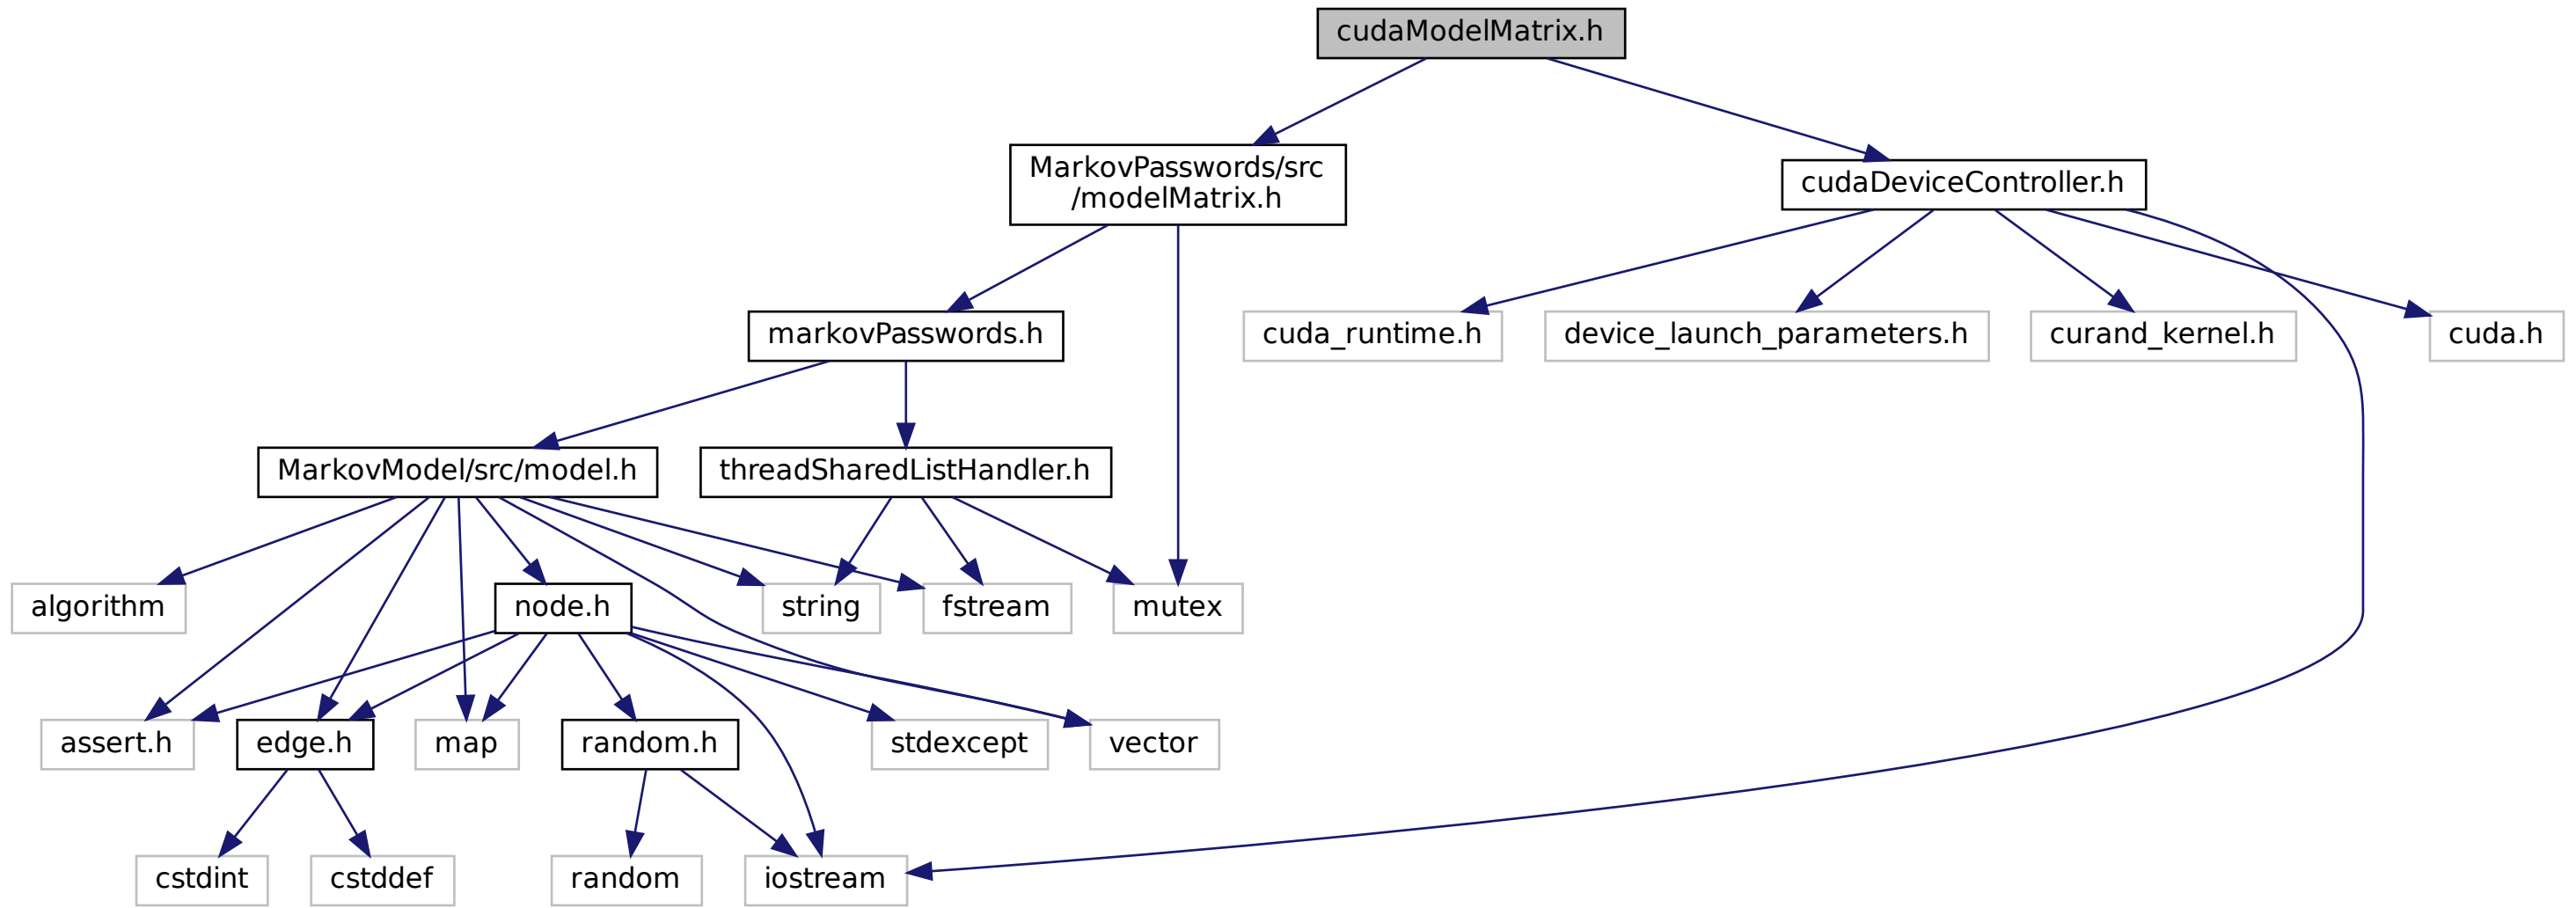 cudaModelMatrix.h
MarkovPasswords/src
/modelMatrix.h
cudaDeviceController.h
markovPasswords.h
cuda_runtime.h
device_launch_parameters.h
curand_kernel.h
cuda.h
MarkovModel/src/model.h
threadSharedListHandler.h
algorithm
node.h
string
fstream
mutex
assert.h
edge.h
map
random.h
stdexcept
vector
cstdint
cstddef
random
iostream